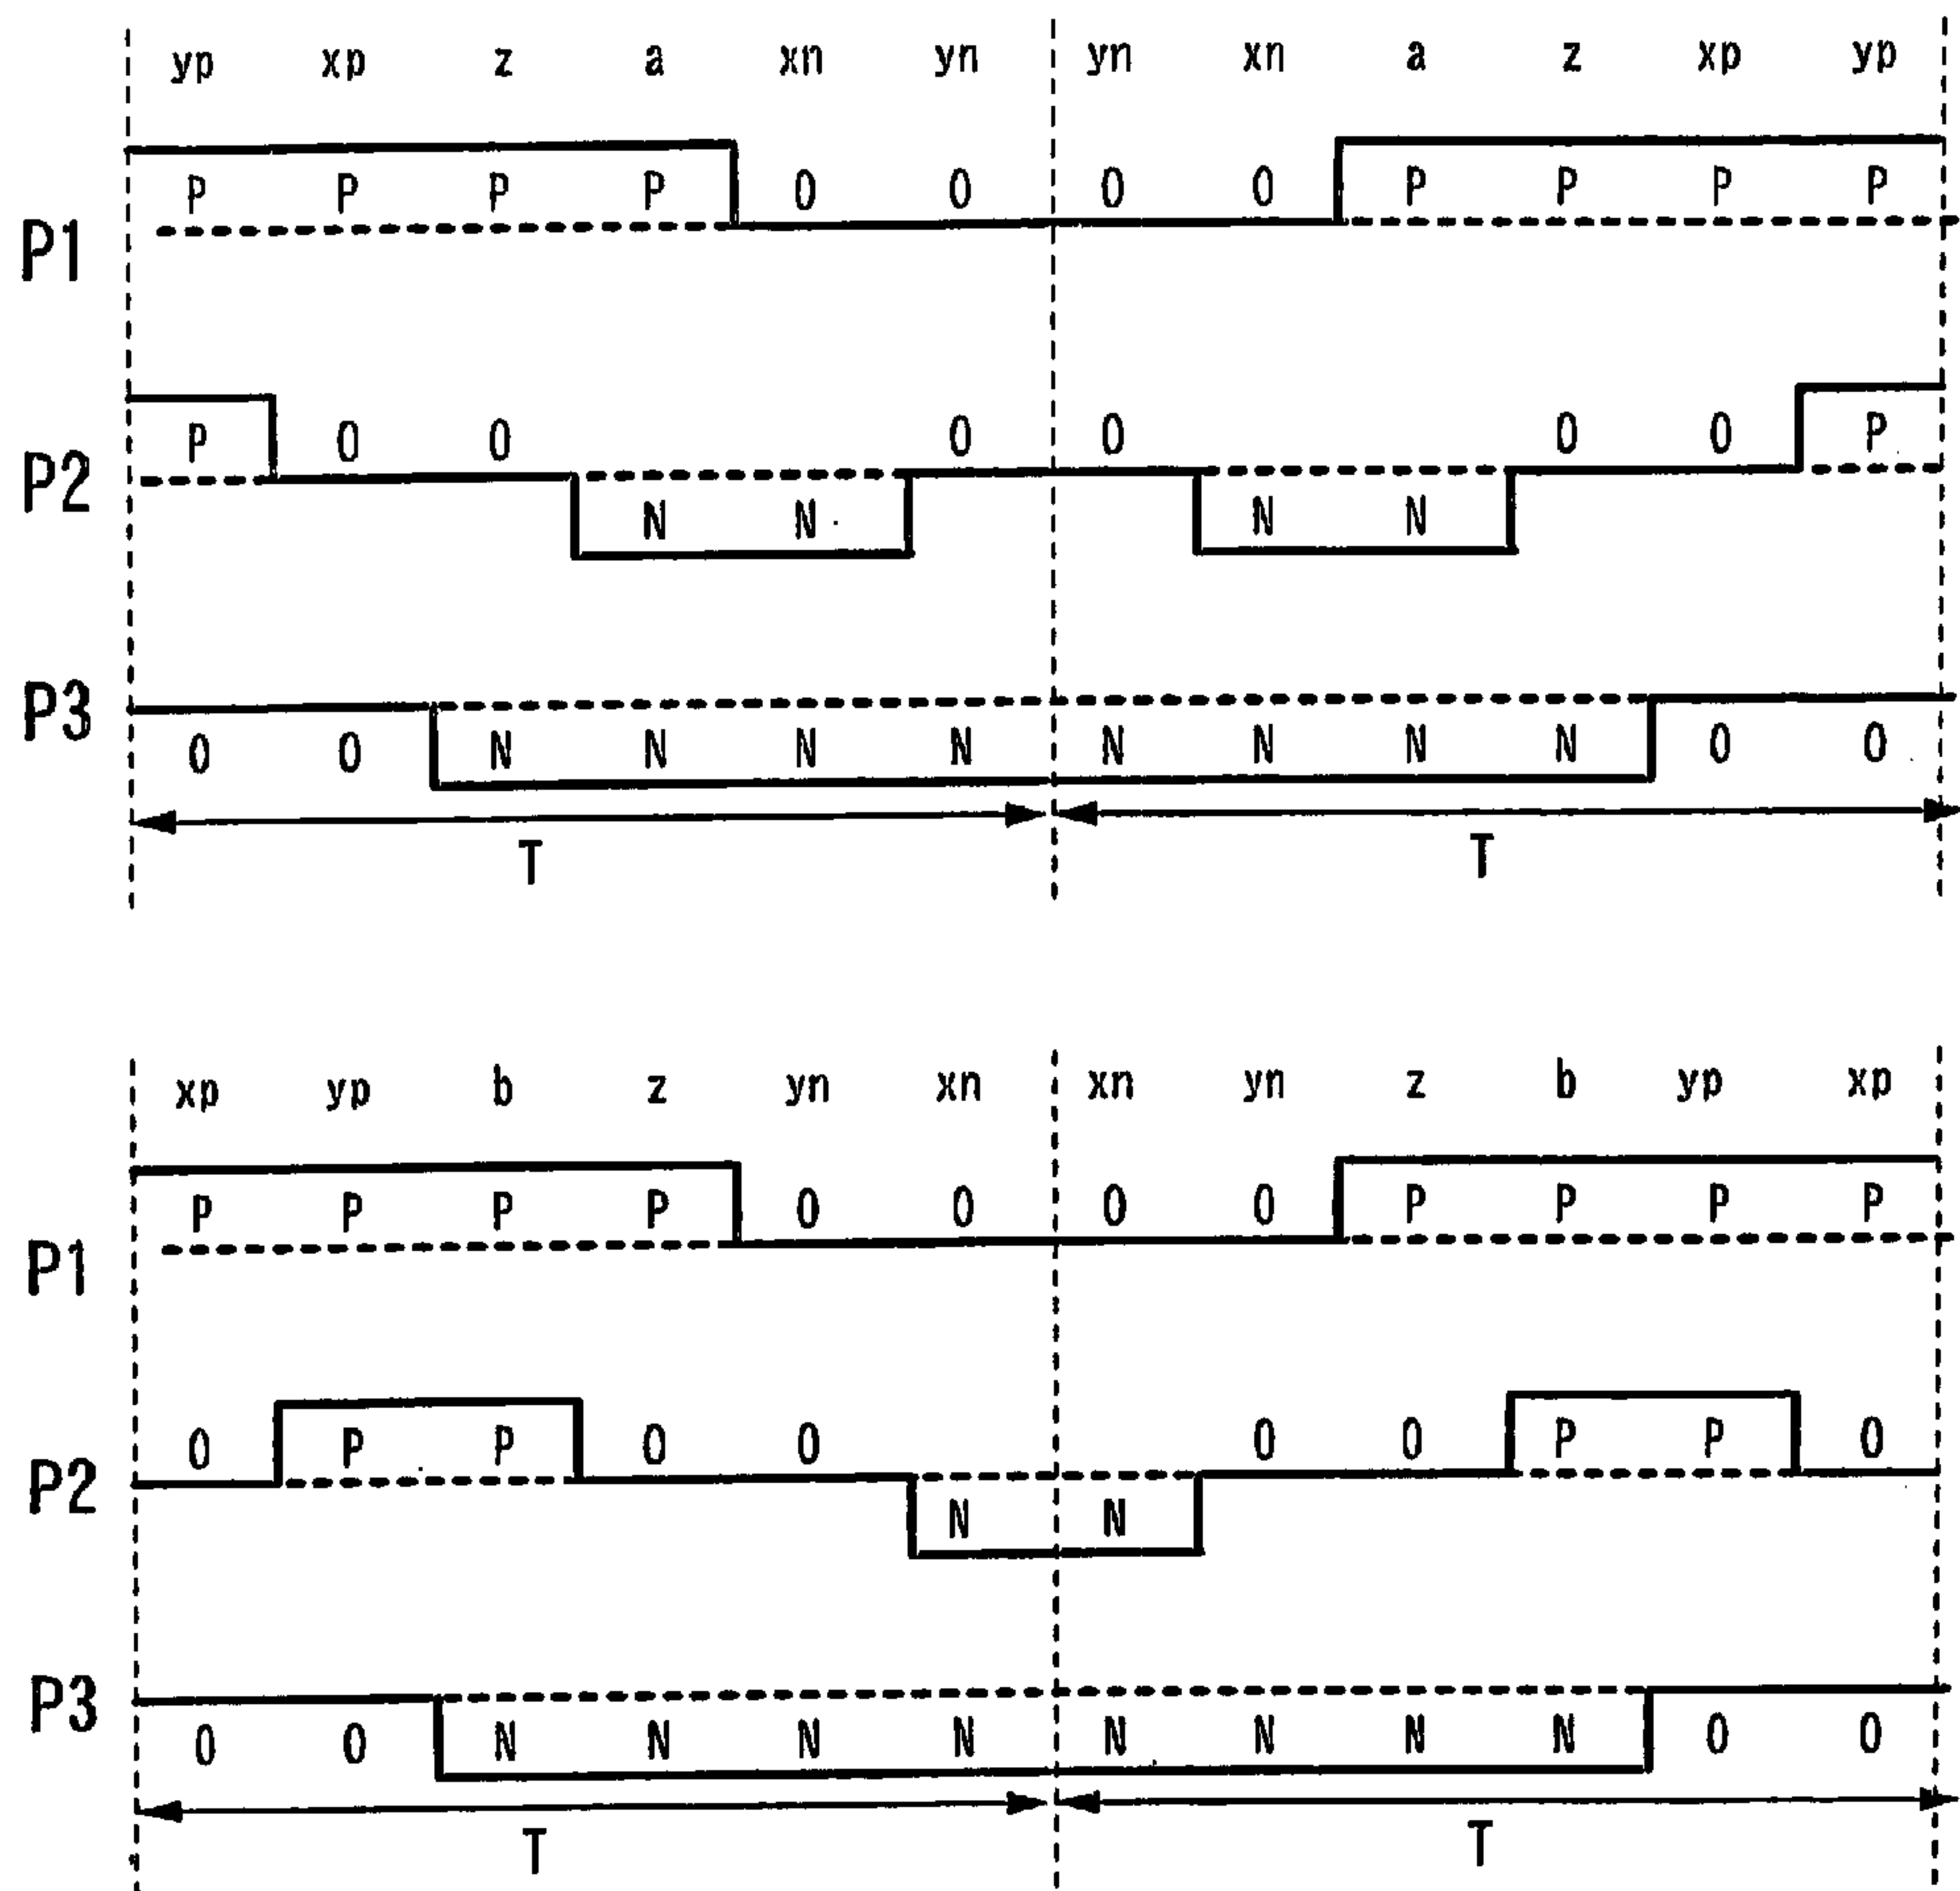 yp xp z a xn yn yn xn a z xp yp
P P P P 0 0 0 0 P P P P
P1
P 0 0 0 0 0 0 P
P2
N N N N
P3
0 0 N N N N N N N N 0 0
T T
xp yp b z yn xn xn yn z b yp xp
P P P P 0 0 0 0 P P P P
P1
0 P P 0 0 0 0 P P 0
P2
N N
P3
0 0 N N N N N N N N 0 0
T T